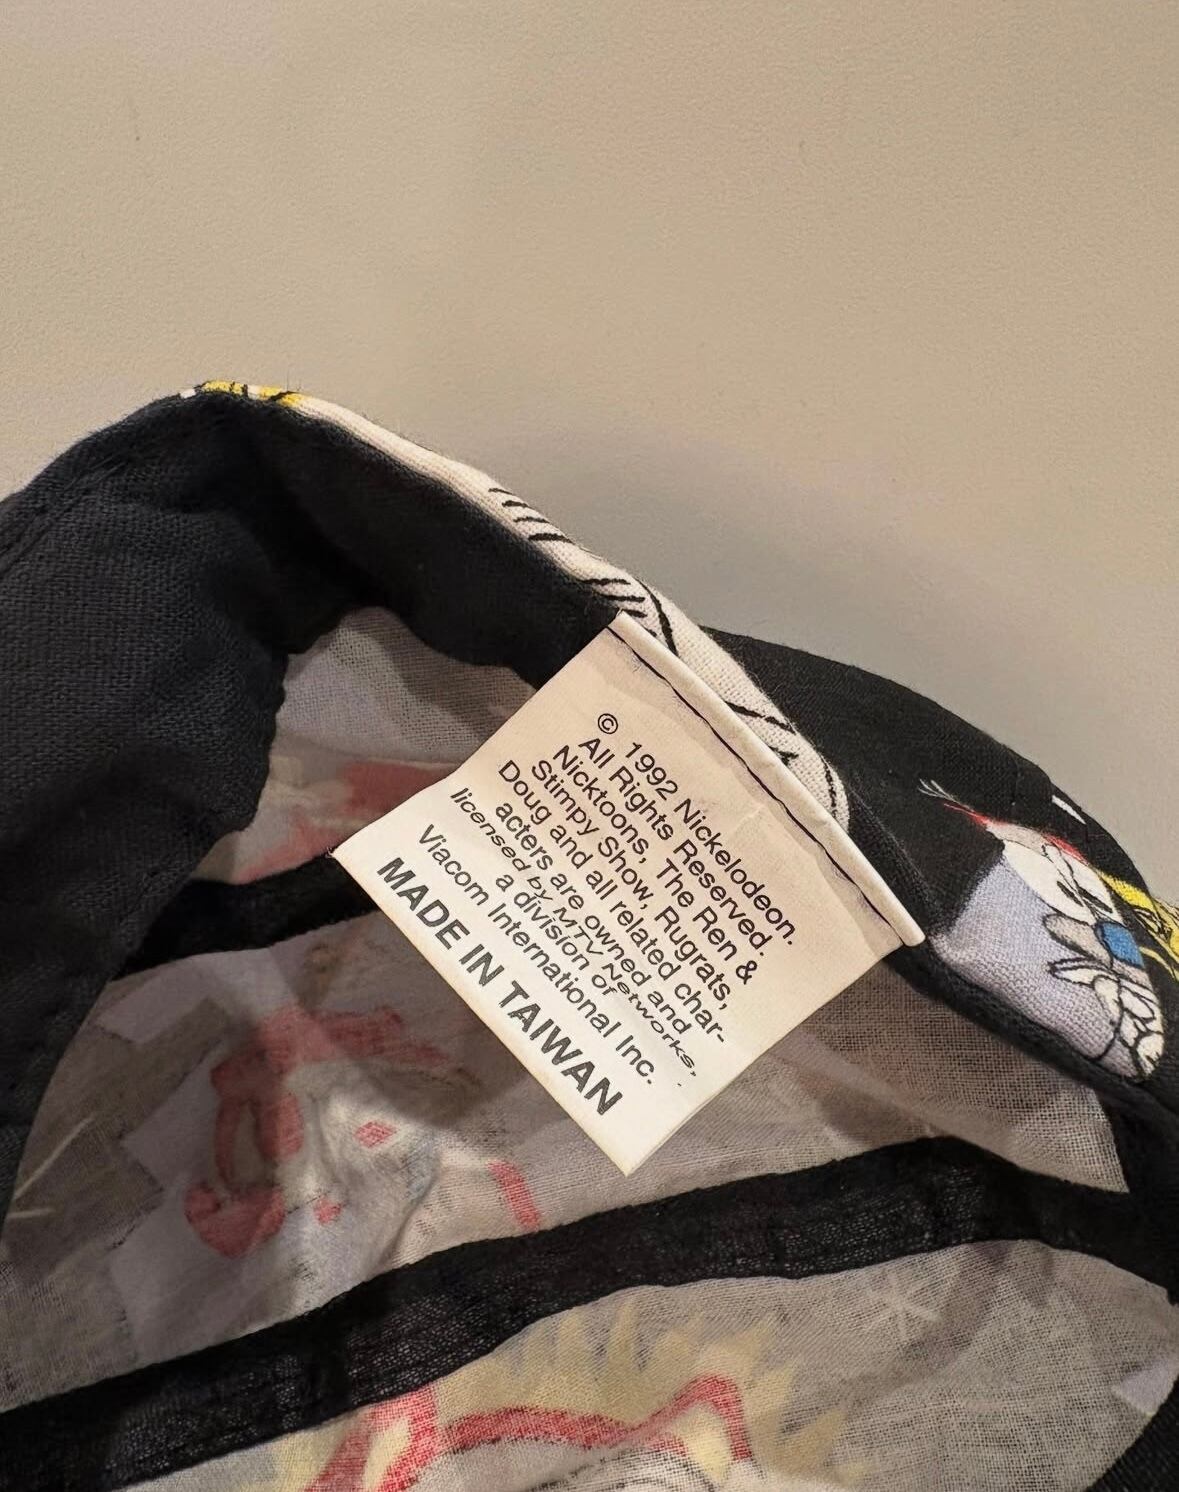 © 1992 Nickelodeon.
All Rights Reserved.
Nicktoons, The Ren &
Stimpy Show, Rugrats,
Doug and all related char-
acters are owned and
licensed by MTV Networks,
a division of
Viacom International Inc.
MADE IN TAIWAN